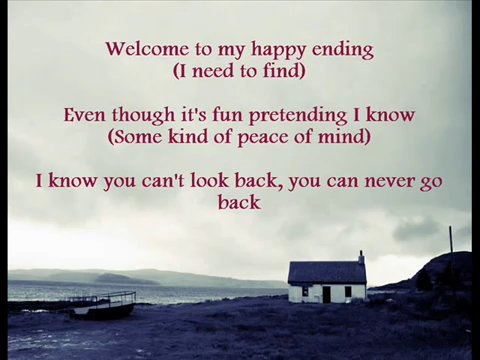 Welcome to my happy ending
(I need to find)
Even though it's fun pretending I know
(Some kind of peace of mind)
I know you can't look back, you can never go
back